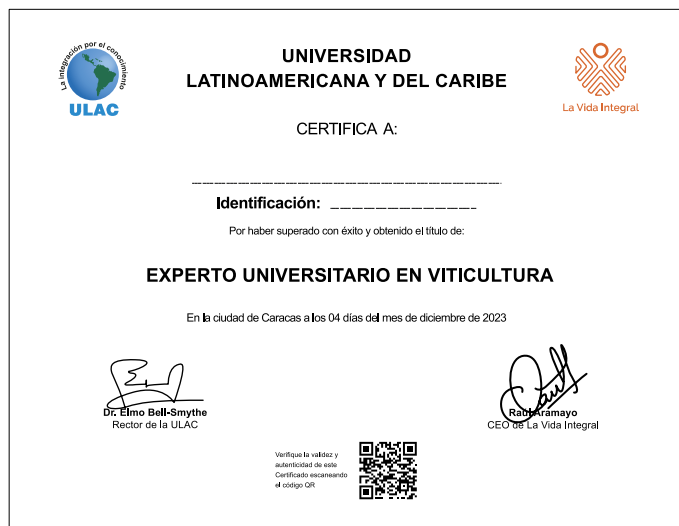 La integración por el conocimiento
ULAC
UNIVERSIDAD
LATINOAMERICANA Y DEL CARIBE
La Vida Integral
CERTIFICA A:
Identificación:
Por haber superado con éxito y obtenido el título de:
EXPERTO UNIVERSITARIO EN VITICULTURA
En la ciudad de Caracas a los 04 días del mes de diciembre de 2023
Dr. Elmo Bell-Smythe
Rector de la ULAC
Raúl Aramayo
CEO de La Vida Integral
Verifique la validez y
autenticidad de este
Certificado escaneando
el código QR